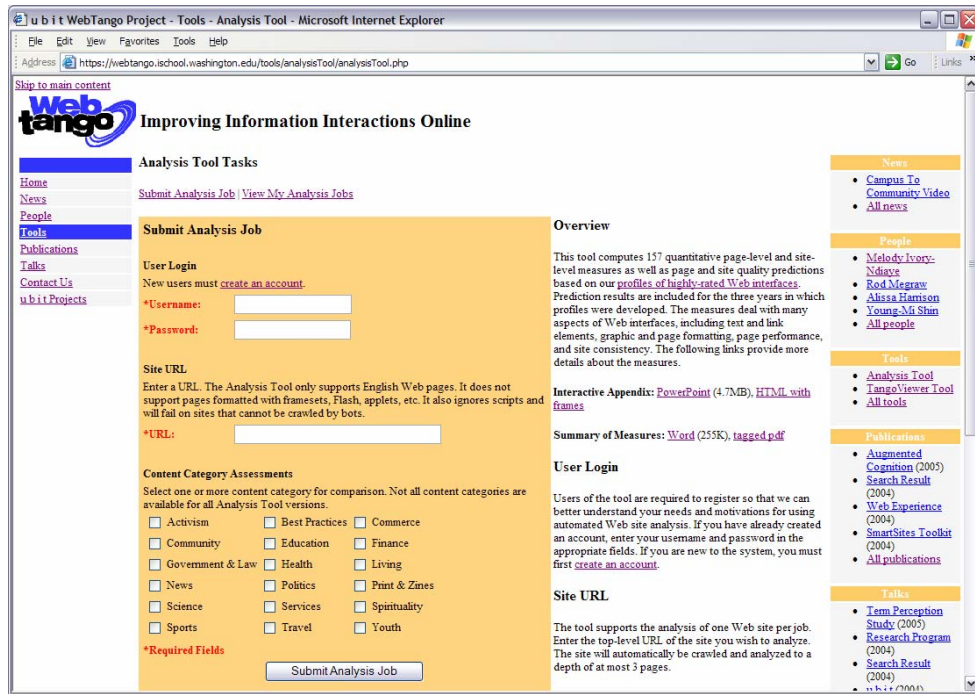 u b i t WebTango Project - Tools - Analysis Tool - Microsoft Internet Explorer
File Edit View Favorites Tools Help
Address https://webtango.ischool.washington.edu/tools/analysisTool/analysisTool.php Go Links »
Skip to main content
Web
tango
Improving Information Interactions Online
Home
News
People
Tools
Publications
Talks
Contact Us
u b i t Projects
Analysis Tool Tasks
Submit Analysis Job | View My Analysis Jobs
Submit Analysis Job
User Login
New users must create an account.
*Username:
*Password:
Site URL
Enter a URL. The Analysis Tool only supports English Web pages. It does not
support pages formatted with framesets, Flash, applets, etc. It also ignores scripts and
will fail on sites that cannot be crawled by bots.
*URL:
Content Category Assessments
Select one or more content category for comparison. Not all content categories are
available for all Analysis Tool versions.
Activism Best Practices Commerce
Community Education Finance
Government & Law Health Living
News Politics Print & Zines
Science Services Spirituality
Sports Travel Youth
*Required Fields
Submit Analysis Job
Overview
This tool computes 157 quantitative page-level and site-
level measures as well as page and site quality predictions
based on our profiles of highly-rated Web interfaces.
Prediction results are included for the three years in which
profiles were developed. The measures deal with many
aspects of Web interfaces, including text and link
elements, graphic and page formatting, page performance,
and site consistency. The following links provide more
details about the measures.
Interactive Appendix: PowerPoint (4.7MB), HTML with
frames
Summary of Measures: Word (255K), tagged pdf
User Login
Users of the tool are required to register so that we can
better understand your needs and motivations for using
automated Web site analysis. If you have already created
an account, enter your username and password in the
appropriate fields. If you are new to the system, you must
first create an account.
Site URL
The tool supports the analysis of one Web site per job.
Enter the top-level URL of the site you wish to analyze.
The site will automatically be crawled and analyzed to a
depth of at most 3 pages.
News
Campus To
Community Video
All news
People
Melody Ivory-
Ndiaye
Rod Megraw
Alissa Harrison
Young-Mi Shin
All people
Tools
Analysis Tool
TangoViewer Tool
All tools
Publications
Augmented
Cognition (2005)
Search Result
(2004)
Web Experience
(2004)
SmartSites Toolkit
(2004)
All publications
Talks
Term Perception
Study (2005)
Research Program
(2004)
Search Result
(2004)
u b i t (2004)